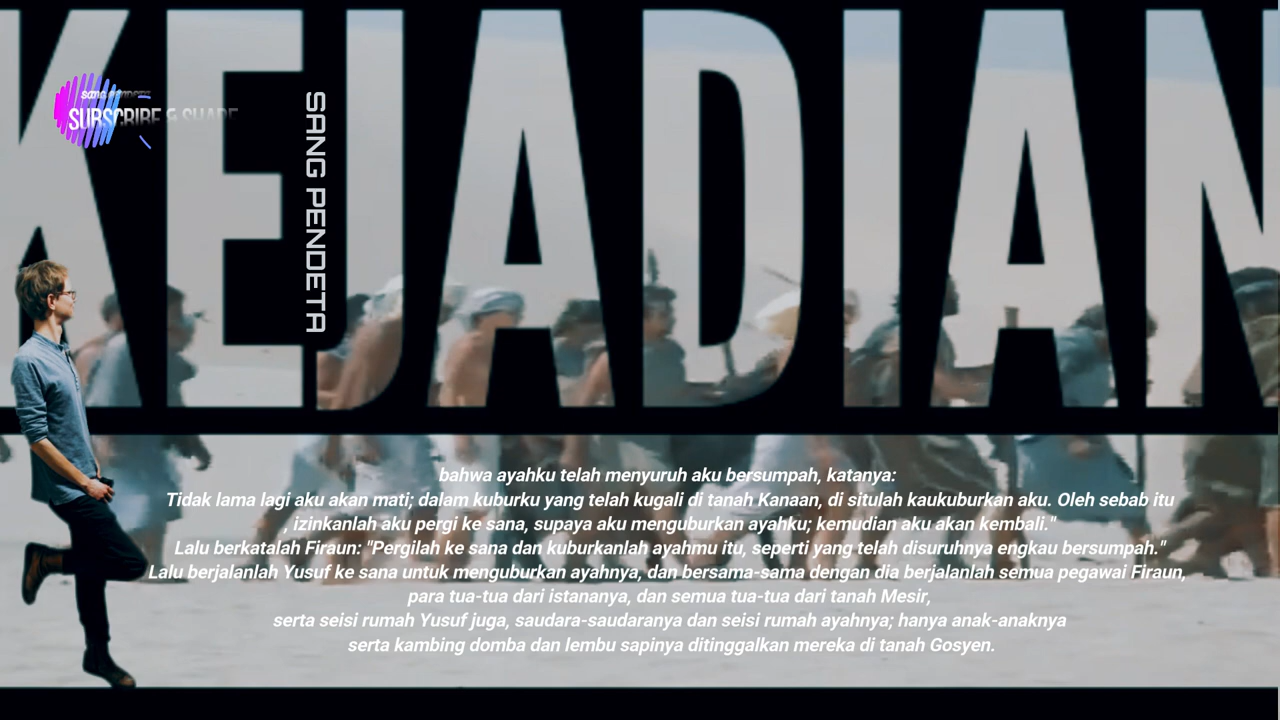 KEJADIAN
SANG PENDETA
SUBSCRIBE & SHARE
bahwa ayahku telah menyuruh aku bersumpah, katanya:
Tidak lama lagi aku akan mati; dalam kuburku yang telah kugali di tanah Kanaan, di situlah kaukuburkan aku. Oleh sebab itu
, izinkanlah aku pergi ke sana, supaya aku menguburkan ayahku; kemudian aku akan kembali."
Lalu berkatalah Firaun: "Pergilah ke sana dan kuburkanlah ayahmu itu, seperti yang telah disuruhnya engkau bersumpah."
Lalu berjalanlah Yusuf ke sana untuk menguburkan ayahnya, dan bersama-sama dengan dia berjalanlah semua pegawai Firaun,
para tua-tua dari istananya, dan semua tua-tua dari tanah Mesir,
serta seisi rumah Yusuf juga, saudara-saudaranya dan seisi rumah ayahnya; hanya anak-anaknya
serta kambing domba dan lembu sapinya ditinggalkan mereka di tanah Gosyen.